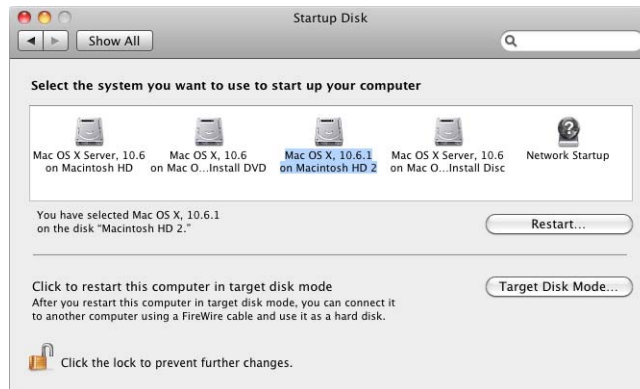 Startup Disk
Show All
Select the system you want to use to start up your computer
Mac OS X Server, 10.6
on Macintosh HD
Mac OS X, 10.6
on Mac O...Install DVD
Mac OS X, 10.6.1
on Macintosh HD 2
Mac OS X Server, 10.6
on Mac O...Install Disc
Network Startup
You have selected Mac OS X, 10.6.1
on the disk “Macintosh HD 2.”
Restart...
Click to restart this computer in target disk mode
After you restart this computer in target disk mode, you can connect it
to another computer using a FireWire cable and use it as a hard disk.
Target Disk Mode...
Click the lock to prevent further changes.